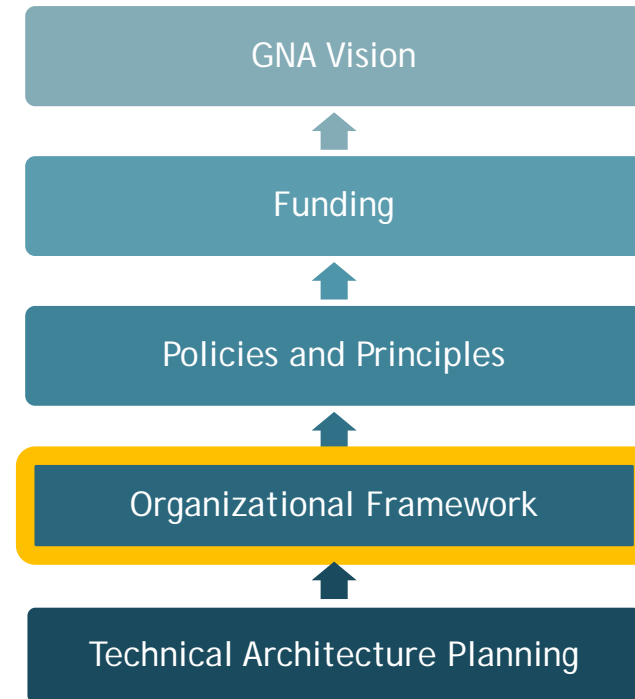 GNA Vision
Funding
Policies and Principles
Organizational Framework
Technical Architecture Planning